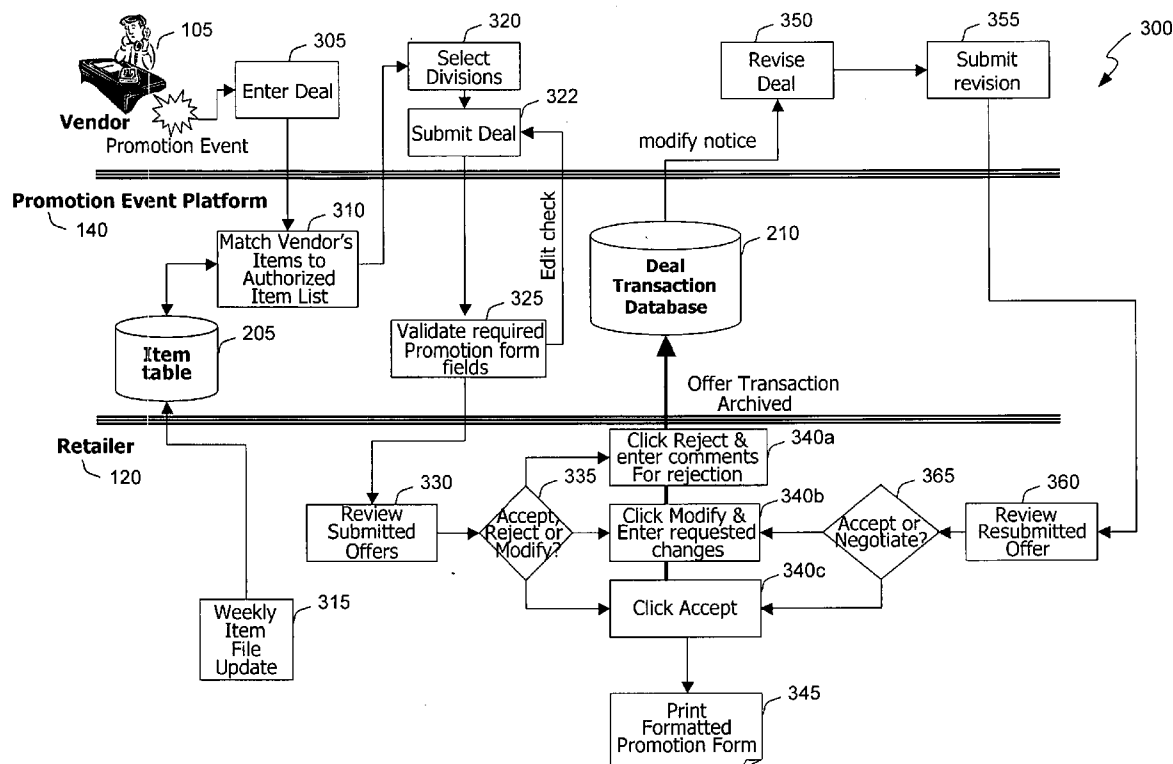 105
305
Enter Deal
Vendor
Promotion Event
320
Select
Divisions
322
Submit Deal
350
Revise
Deal
355
Submit
revision
300
modify notice
Promotion Event Platform
140
310
Match Vendor's
Items to
Authorized
Item List
Edit check
210
Deal
Transaction
Database
205
Item
table
325
Validate required
Promotion form
fields
Offer Transaction
Archived
Retailer
120
330
Review
Submitted
Offers
335
Accept,
Reject or
Modify?
340a
Click Reject &
enter comments
For rejection
340b
Click Modify &
Enter requested
changes
365
Accept or
Negotiate?
360
Review
Resubmitted
Offer
340c
Click Accept
315
Weekly
Item
File
Update
345
Print
Formatted
Promotion Form